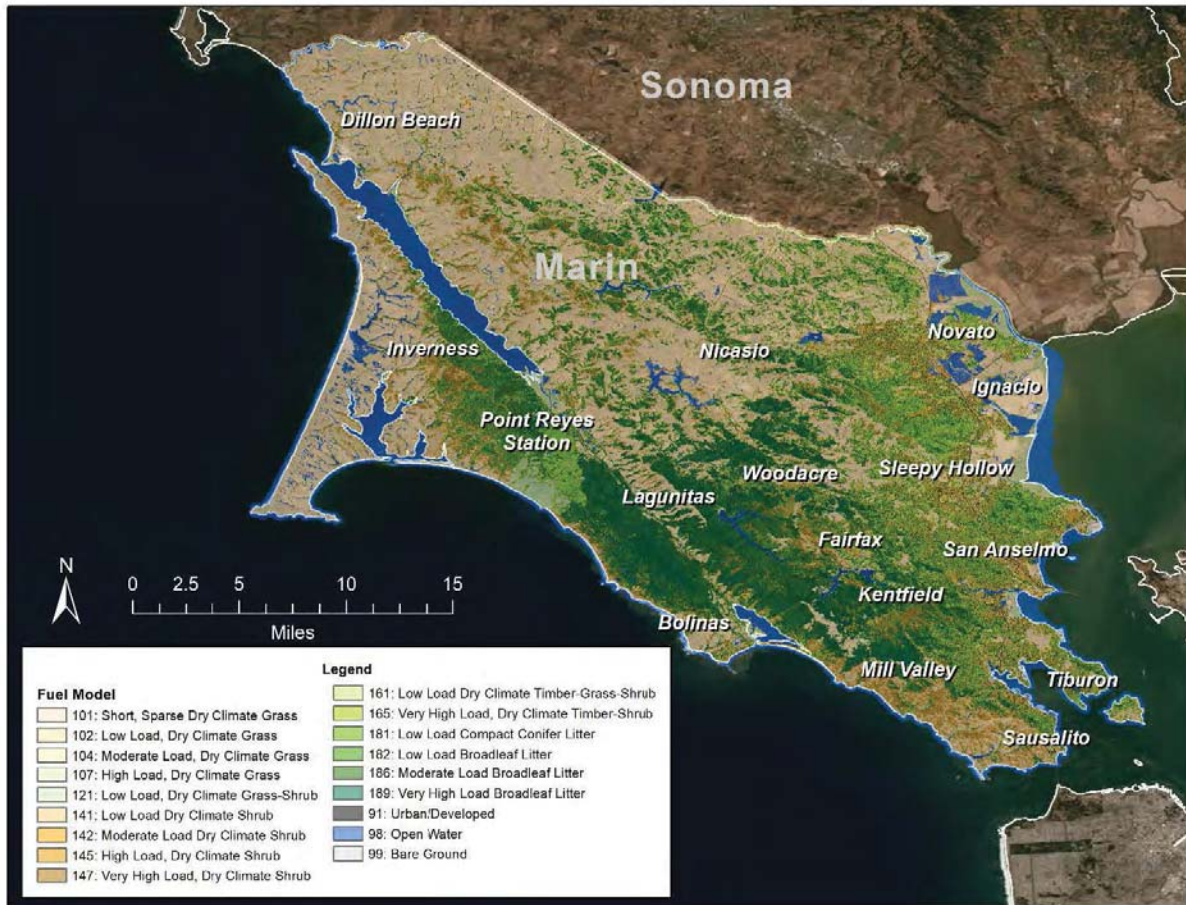 Sonoma
Dillon Beach
Marin
Novato
Nicasio
Inverness
Ignacio
Point Reyes
Station
Woodacre
Sleepy Hollow
Lagunitas
Fairfax
San Anselmo
Kentfield
Bolinas
Mill Valley
Tiburon
Sausalito
N
0 2.5 5 10 15
Miles
Legend
Fuel Model
101: Short, Sparse Dry Climate Grass
102: Low Load, Dry Climate Grass
104: Moderate Load, Dry Climate Grass
107: High Load, Dry Climate Grass
121: Low Load, Dry Climate Grass-Shrub
141: Low Load Dry Climate Shrub
142: Moderate Load Dry Climate Shrub
145: High Load, Dry Climate Shrub
147: Very High Load, Dry Climate Shrub
161: Low Load Dry Climate Timber-Grass-Shrub
165: Very High Load, Dry Climate Timber-Shrub
181: Low Load Compact Conifer Litter
182: Low Load Broadleaf Litter
186: Moderate Load Broadleaf Litter
189: Very High Load Broadleaf Litter
91: Urban/Developed
98: Open Water
99: Bare Ground